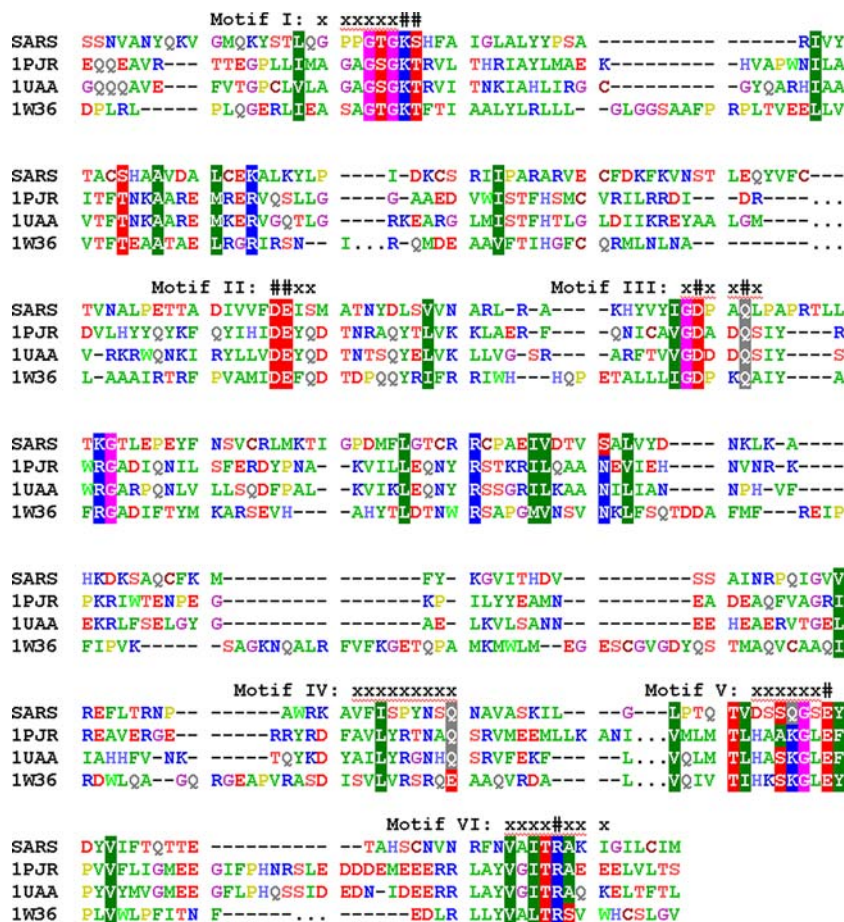 Motif I: x xxxxx##
SARS SSNVANYQKV GMQKYSTLQG PPGTGKSHFA IGLALYYPSA ---------- ------RIVY
1PJR EQQEAVR--- TTEGPLLIMA GAGSGKTRVL THRIAYLMAE K--------- -HVAPWNILA
1UAA GQQQAVE--- FVTGPCLVLA GAGSGKTRVI TNKIAHLIRG C--------- --GYQARHIAA
1W36 DPLRL----- PLQGERLIEA SAGTGKTFTI AALYLRLLL- GLGGSAAFP R RPLTVEELLV
SARS TACSHAAVDA LCEKALKYLP ----I-DKCS RIIPARARVE CFDKFKVNST LEQYVFC---
1PJR ITFTNKAARE MRERVQSLLG ----G-AAED VWISTFHSMC VRILRRDI-- --DR-----...
1UAA VTFTNKAARE MKERVGQTLG ---RKEARGL MISTFHTLGL DIIKREYAAL GM-----...
1W36 VTFTEAATAE LRGRIRSN-- I...R-QMDEA AVFTIHGFCQ RMLNLNA--- -------...
Motif II: ##xx Motif III: x#x x#x
SARS TVNALPETTA DIVVFDEISM ATNYDLSVVN ARL-R-A--- -KHYVYIGDP AQLPAPRTLL
1PJR DVLHYYQYKF QYIHIDEYQD TNRAQYTLVK KLAER-F--- --QNICAVGDA DQSIY----R
1UAA V-RKRWQNKI RYLLVDEYQD TNTSQYELVK LLVG-SR--- --ARFTVVGDD DQSIY----S
1W36 L-AAAIRTRF PVAMIDEFQD TDPQQYRIFR RIWH-H--HQP ETALLLIGDP KQAIY----A
SARS TKGTLEPEYF NSVCRLMKTI GPDMFLGTCR RCPAEIVDTV SALVYD---- NKLK-A----
1PJR WRGADIQNIL SFERDYPNA- -KVILLEQNY RSTKRILQAA NEVIEH---- NVNR-K----
1UAA WRGARPQNLV LLSQDFPAL- -KVIKLEQNY RSSGRILKAA NILIAN---- NPH-VF----
1W36 FRGADIFTYM KARSEVH--- --AHYTLDTNW RSAPGMVNSV NKLFSQTDDA FMF---REIP
SARS HKDKSAQCFK M--------- -------FY- KGVITHDV-- --------SS AINRPQIGVV
1PJR PKRIWTENPE G--------- -------KP- ILYYEAMN-- --------EA DEAQFVAGRI
1UAA EKRLFSELGY G--------- -------AE- LKVLSANN-- --------EE HEAERVTGEL
1W36 FIPVK----- -SAGKNQALR FVFKGETQPA MKMWLM--EG ESCGVGDYQS TMAQVCAAQI
Motif IV: xxxxxxxxx Motif V: xxxxxx#
SARS REFLTRNP-- ------AWRK AVFISPYNSQ NAVASKIL-- --G---LPTQ TVDSSQGSEY
1PJR REAVERGE-- ------RRYRD FAVLYRTNAQ SRVMEEMLLK ANI...VMLM TLHAAKGLEF
1UAA IAHHFV-NK- -----TQYKD YAILYRGNHQ SRVFEKF--- --L...VQLM TLHASKGLEF
1W36 RDWLQA-GQ RGEAPVRASD ISVLVRSRQE AAQVRDA--- --L...VQIV TIHKSKGLEY
Motif VI: xxxx#xx x
SARS DYVIFTQTTE ---------- ----TAHSCNVN RFNVAITRAK IGILCIM
1PJR PVVFLIGMEE GIFPHNRSLE DDDEMEEERR LAYVGITRAE EELVLTS
1UAA PYVYMVGMEE GFLPHQSSID EDN-IDEERR LAYVGITRAQ KELTFTL
1W36 PLVWLPFITN F------... -----EDLR LLYVALTRSV WHCSLGV